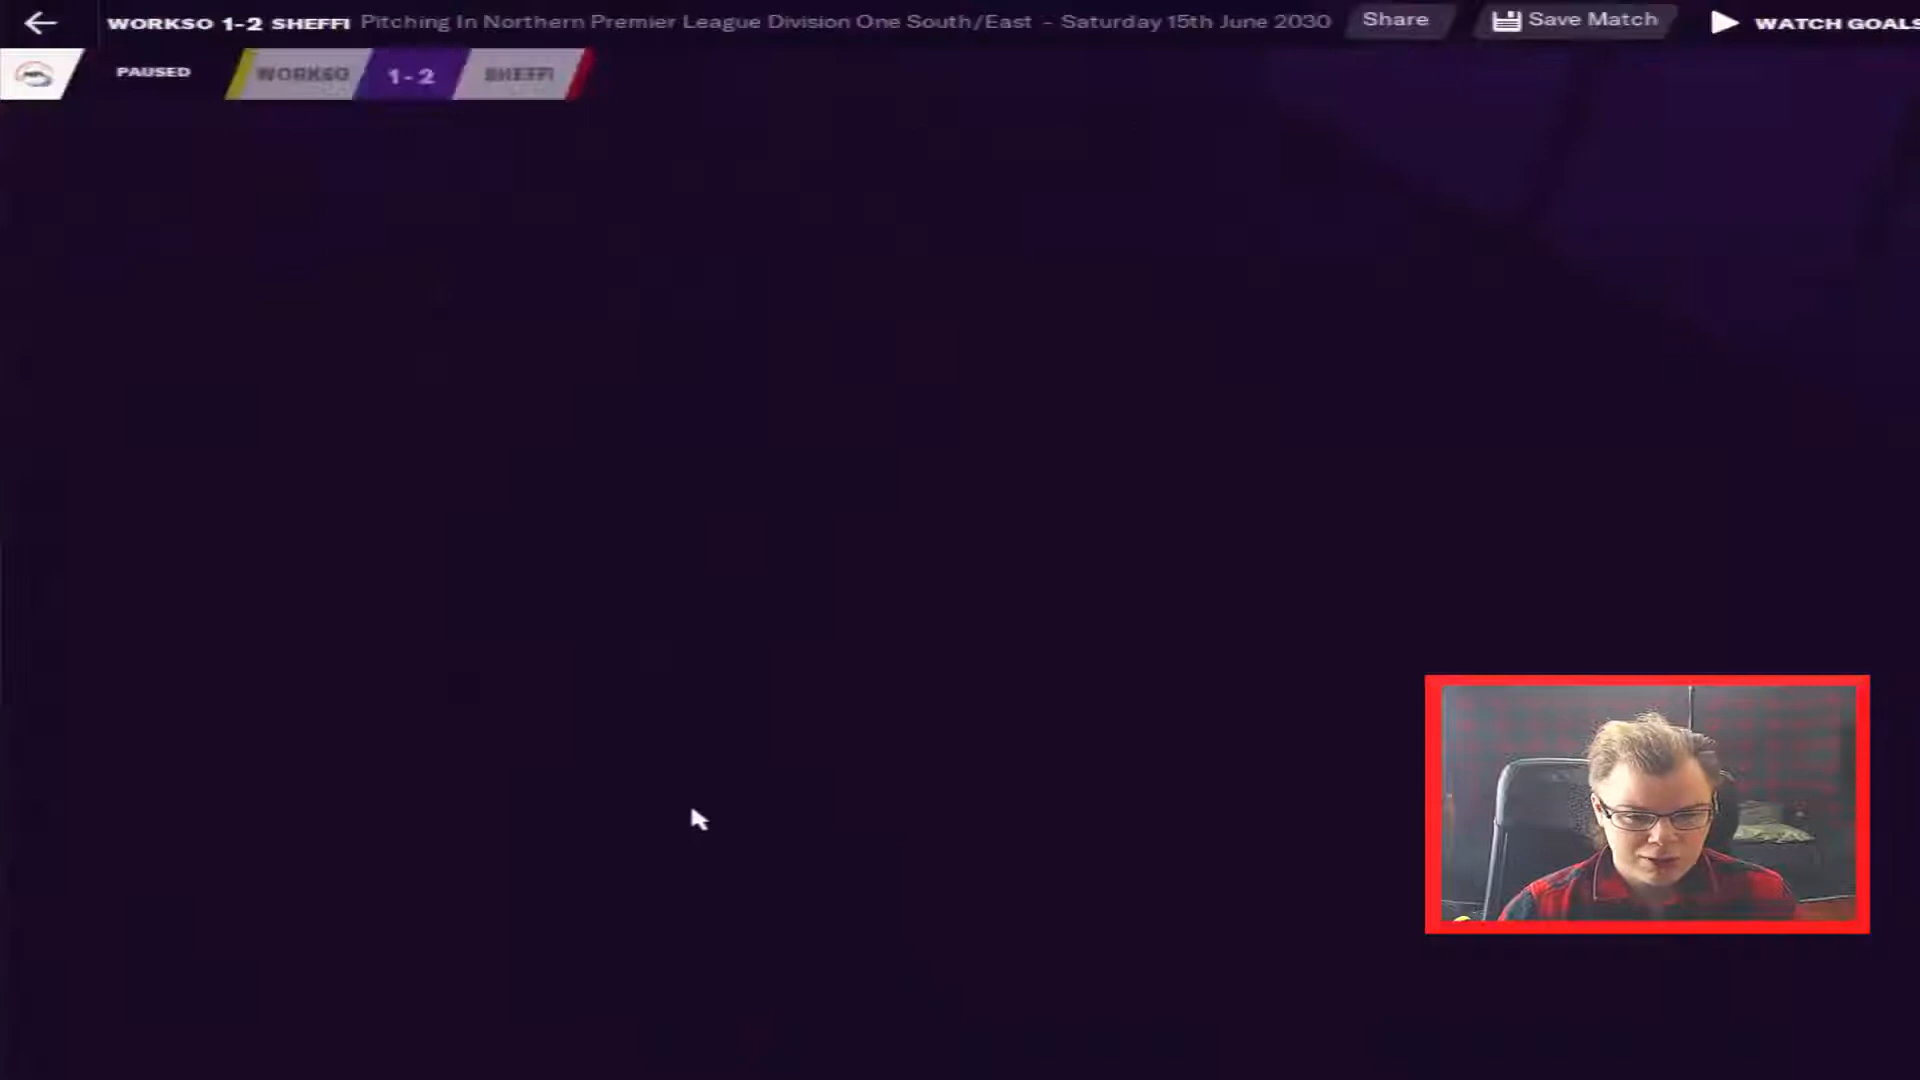 WORKSO 1-2 SHEFFI Pitching In Northern Premier League Division One South/East - Saturday 15th June 2030 Share Save Match WATCH GOALS
PAUSED WORKSO 1-2 SHEFFI